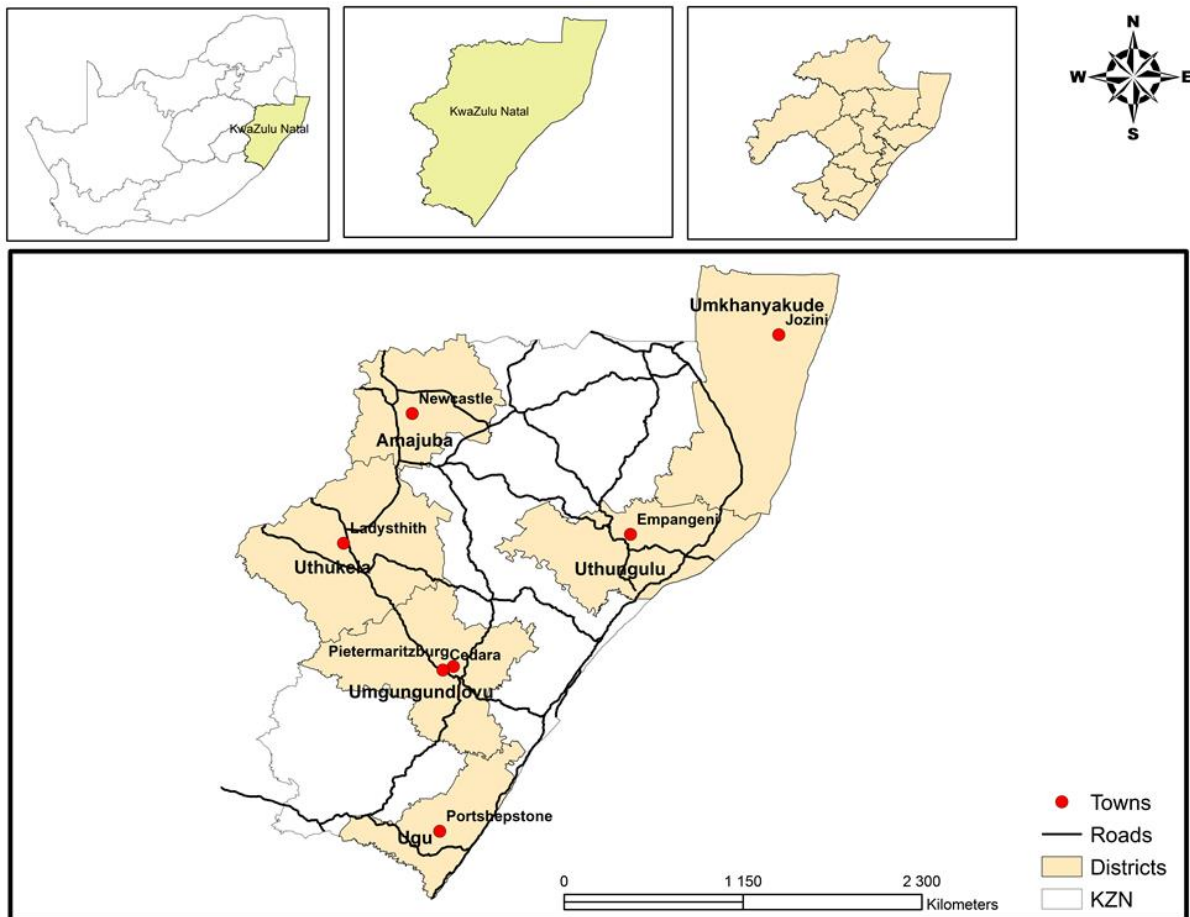 KwaZulu Natal
KwaZulu Natal
N
W E
S
Umkhanyakude
Jozini
Newcastle
Amajuba
Ladysthith
Uthukela
Empangeni
Uthungulu
Pietermaritzburg
Cedara
Umgungundlovu
Portshepstone
Ugu
Towns
Roads
Districts
KZN
0 1 150 2 300
Kilometers